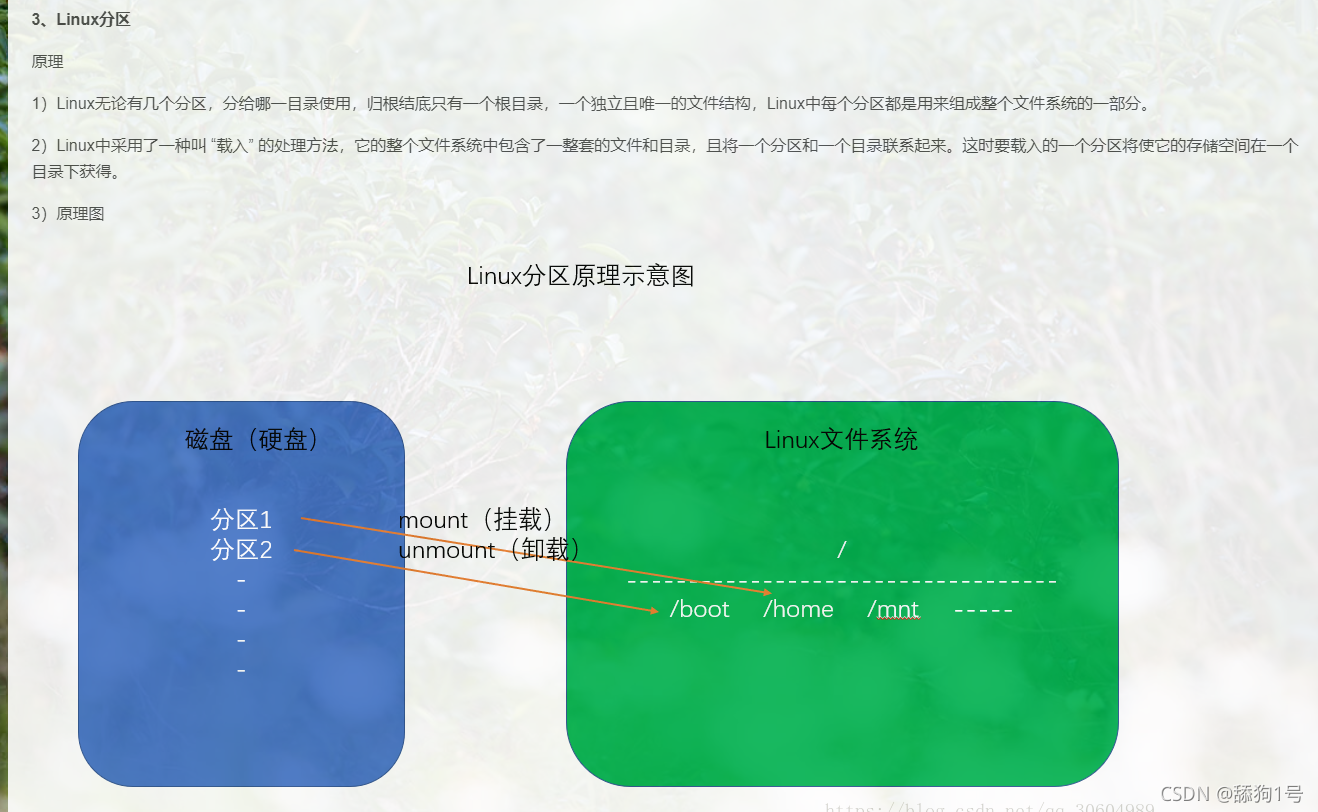 3、Linux分区
原理
1）Linux无论有几个分区，分给哪一目录使用，归根结底只有一个根目录，一个独立且唯一的文件结构，Linux中每个分区都是用来组成整个文件系统的一部分。
2）Linux中采用了一种叫 “载入” 的处理方法，它的整个文件系统中包含了一整套的文件和目录，且将一个分区和一个目录联系起来。这时要载入的一个分区将使它的存储空间在一个
目录下获得。
3）原理图
Linux分区原理示意图
磁盘（硬盘）
分区1
分区2
-
-
-
-
mount（挂载）
unmount（卸载）
Linux文件系统
/
-----------------------------------
/boot /home /mnt -----
CSDN @舔狗1号
https://blog.csdn.net/qq_30604989